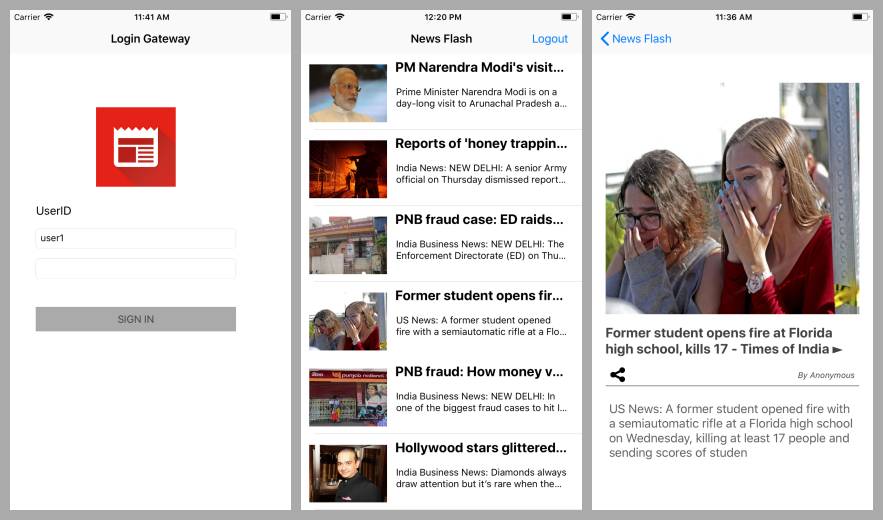 Carrier 11:41 AM
Login Gateway
UserID
user1
SIGN IN
Carrier 12:20 PM
News Flash Logout
PM Narendra Modi's visit...
Prime Minister Narendra Modi is on a
day-long visit to Arunachal Pradesh a...
Reports of 'honey trappin...
India News: NEW DELHI: A senior Army
official on Thursday dismissed report...
PNB fraud case: ED raids...
India Business News: NEW DELHI: The
Enforcement Directorate (ED) on Thu...
Former student opens fir...
US News: A former student opened
fire with a semiautomatic rifle at a Flo...
PNB fraud: How money v...
punjab national
India Business News: NEW DELHI: In
one of the biggest fraud cases to hit I...
Hollywood stars glittered...
India Business News: Diamonds always
draw attention but it's rare when the...
Carrier 11:36 AM
News Flash
Former student opens fire at Florida
high school, kills 17 - Times of India ►
By Anonymous
US News: A former student opened fire with
a semiautomatic rifle at a Florida high school
on Wednesday, killing at least 17 people and
sending scores of studen